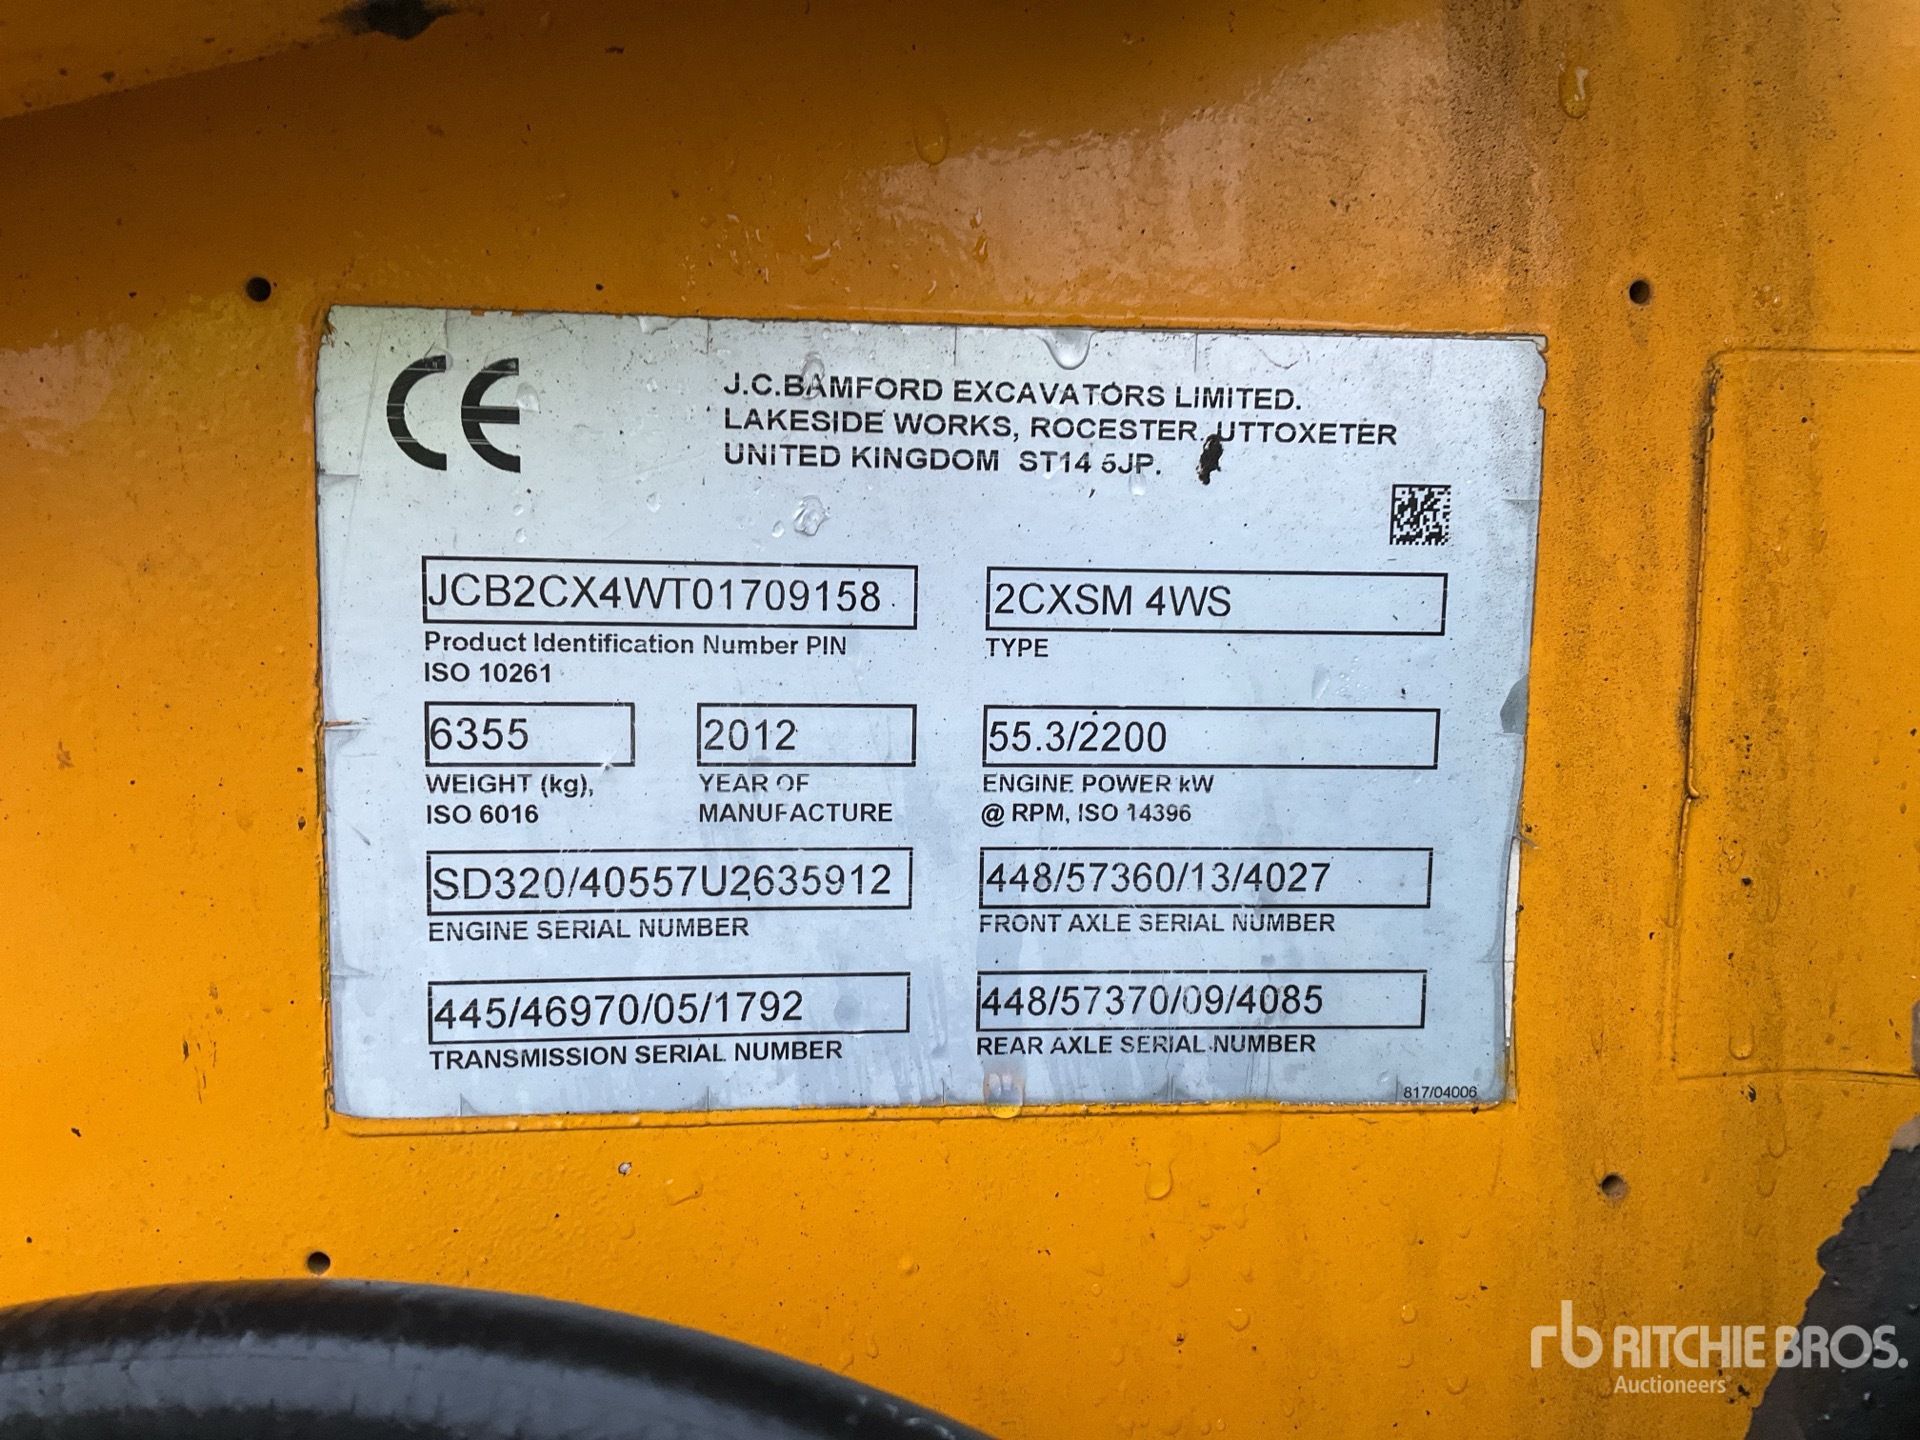 CE
J.C.BAMFORD EXCAVATORS LIMITED.
LAKESIDE WORKS, ROCESTER, UTTOXETER
UNITED KINGDOM ST14 5JP.
JCB2CX4WT01709158
Product Identification Number PIN
ISO 10261
2CXSM 4WS
TYPE
6355
WEIGHT (kg),
ISO 6016
2012
YEAR OF
MANUFACTURE
55.3/2200
ENGINE POWER kW
@ RPM, ISO 14396
SD320/40557U2635912
ENGINE SERIAL NUMBER
448/57360/13/4027
FRONT AXLE SERIAL NUMBER
445/46970/05/1792
TRANSMISSION SERIAL NUMBER
448/57370/09/4085
REAR AXLE SERIAL NUMBER
817/04006
rb RITCHIE BROS.
Auctioneers